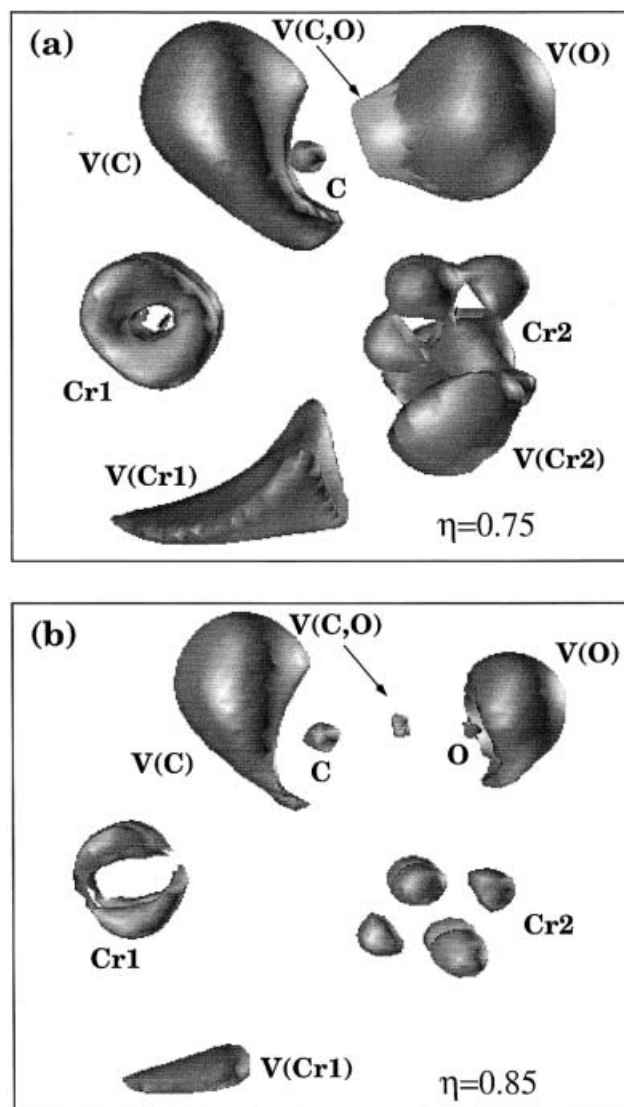 (a)
V(C,O)
V(O)
V(C)
C
Cr1
Cr2
V(Cr1)
V(Cr2)
η=0.75
(b)
V(C,O)
V(O)
V(C)
C
O
Cr1
Cr2
V(Cr1)
η=0.85